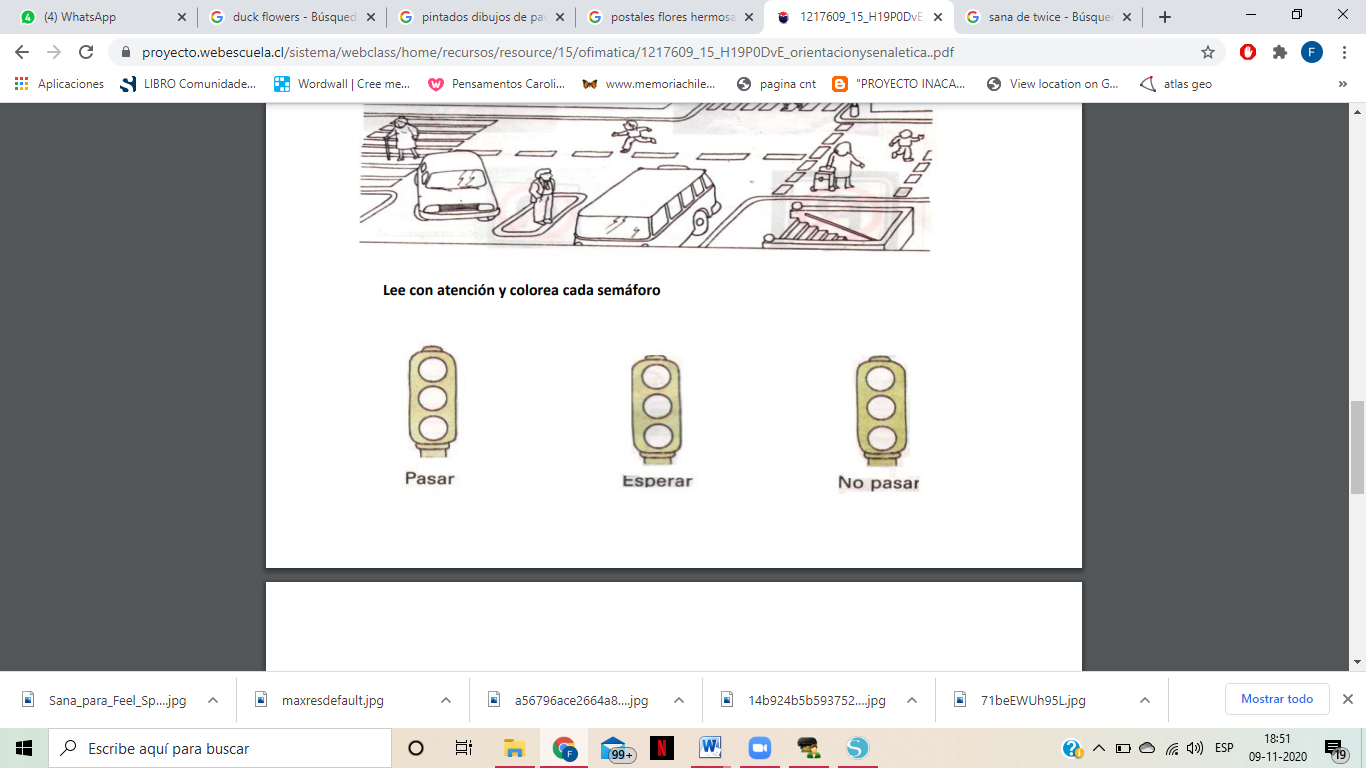 (4) WhatsApp
duck flowers - Búsqued
pintados dibujos de pav
postales flores hermosa
1217609_15_H19P0DvE
sana de twice - Búsque
proyecto.webescuela.cl/sistema/webclass/home/recursos/resource/15/ofimatica/1217609_15_H19P0DvE_orientacionysenaletica..pdf
F
Aplicaciones
LIBRO Comunidade...
Wordwall | Cree me...
Pensamentos Caroli...
www.memoriachile...
pagina cnt
"PROYECTO INACA...
View location on G...
atlas geo
»
Lee con atención y colorea cada semáforo
Pasar
Esperar
No pasar
Sana_para_Feel_Sp....jpg
maxresdefault.jpg
a56796ace2664a8....jpg
14b924b5b593752....jpg
71beEWUh95L.jpg
Mostrar todo
Escribe aquí para buscar
99+
ESP
18:51
09-11-2020
19